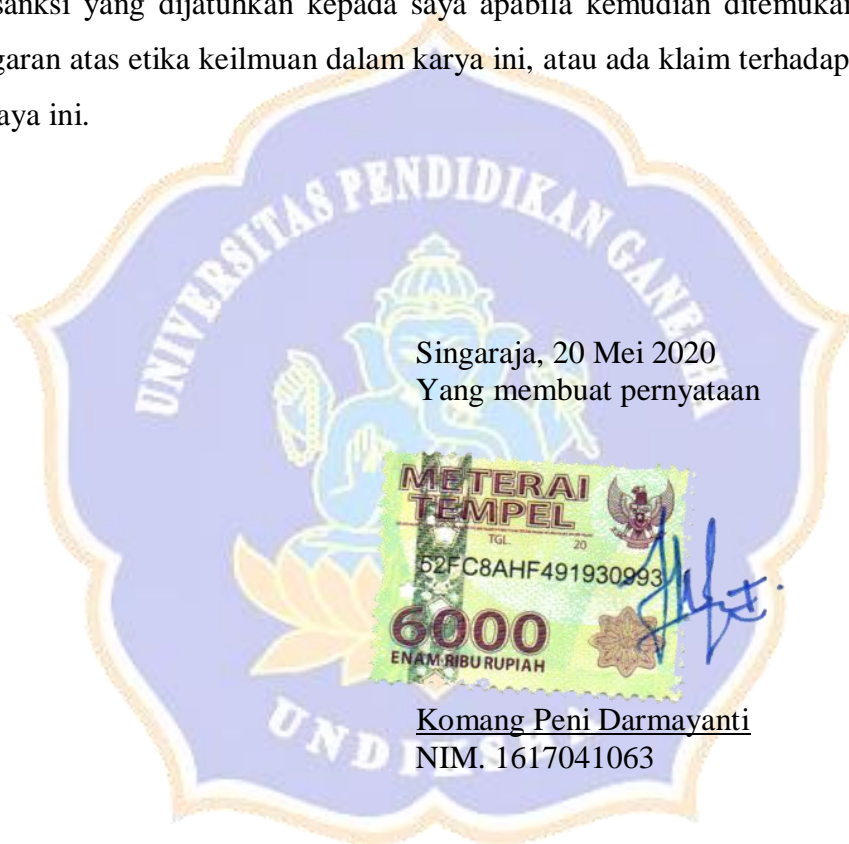 sanksi yang dijatuhkan kepada saya apabila kemudian ditemukan
garan atas etika keilmuan dalam karya ini, atau ada klaim terhadap
aya ini.
UNIVERSITAS PENDIDIKAN GANESH
Singaraja, 20 Mei 2020
Yang membuat pernyataan
METERAI
TEMPEL
TGL. 20
52FC8AHF491930993
6000
ENAM RIBU RUPIAH
Komang Peni Darmayanti
NIM. 1617041063